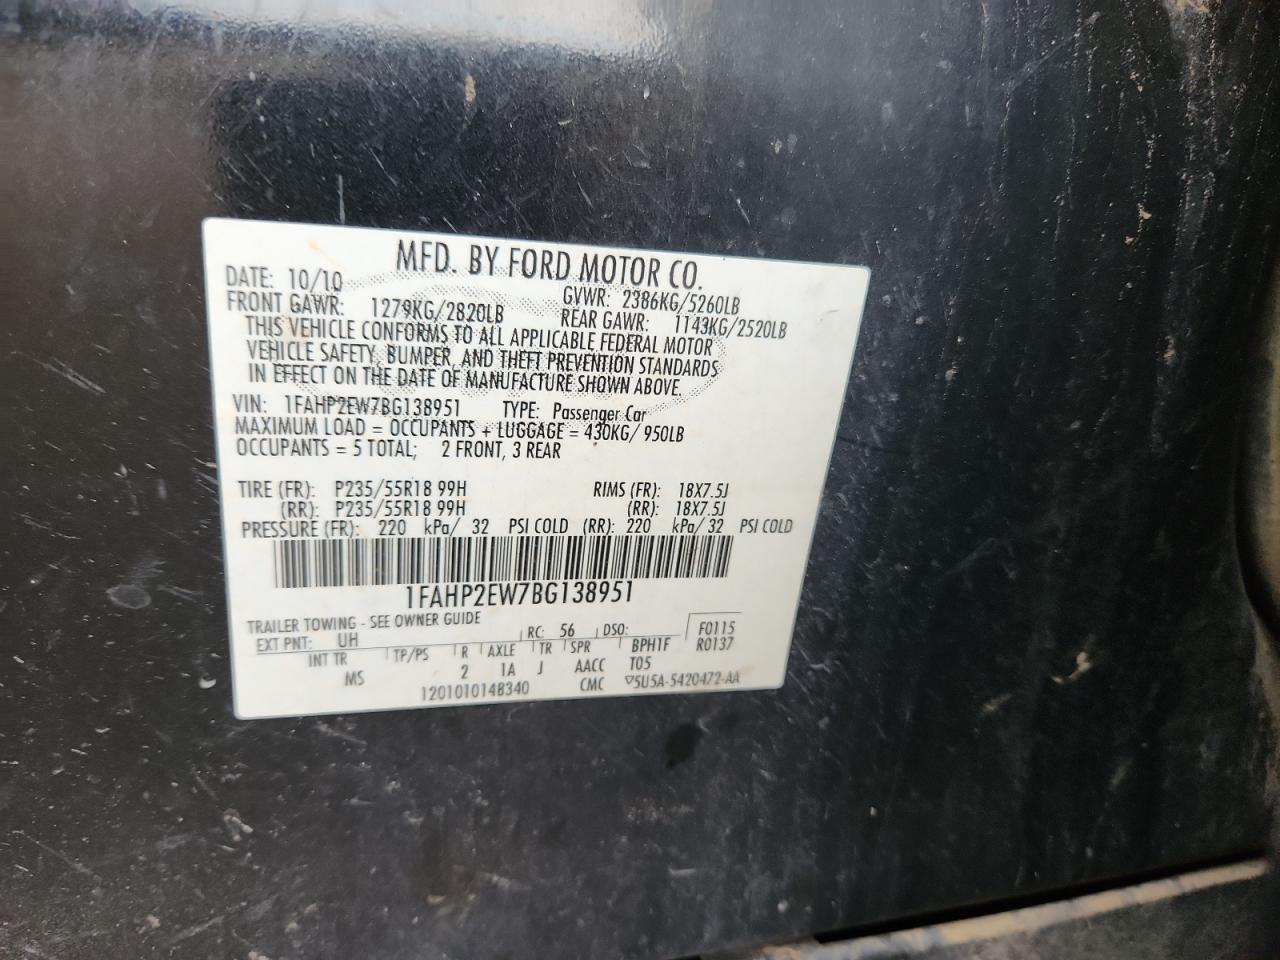 MFD. BY FORD MOTOR CO.
DATE: 10/10 GVWR: 2386KG/5260LB
FRONT GAWR: 1279KG/2820LB REAR GAWR: 1143KG/2520LB
THIS VEHICLE CONFORMS TO ALL APPLICABLE FEDERAL MOTOR
VEHICLE SAFETY, BUMPER, AND THEFT PREVENTION STANDARDS
IN EFFECT ON THE DATE OF MANUFACTURE SHOWN ABOVE.
VIN: 1FAHP2EW7BG138951 TYPE: Passenger Car
MAXIMUM LOAD = OCCUPANTS + LUGGAGE = 430KG/ 950LB
OCCUPANTS = 5 TOTAL; 2 FRONT, 3 REAR
TIRE (FR): P235/55R18 99H RIMS (FR): 18X7.5J
(RR): P235/55R18 99H (RR): 18X7.5J
PRESSURE (FR): 220 kPa/ 32 PSI COLD (RR): 220 kPa/ 32 PSI COLD
1FAHP2EW7BG138951
TRAILER TOWING - SEE OWNER GUIDE
EXT PNT: UH RC: 56 DSO: F0115
R0137
INT TR TP/PS R AXLE TR SPR BPH1F
MS 2 1A J AACC T05
1201010148340 CMC ▽5U5A-5420472-AA